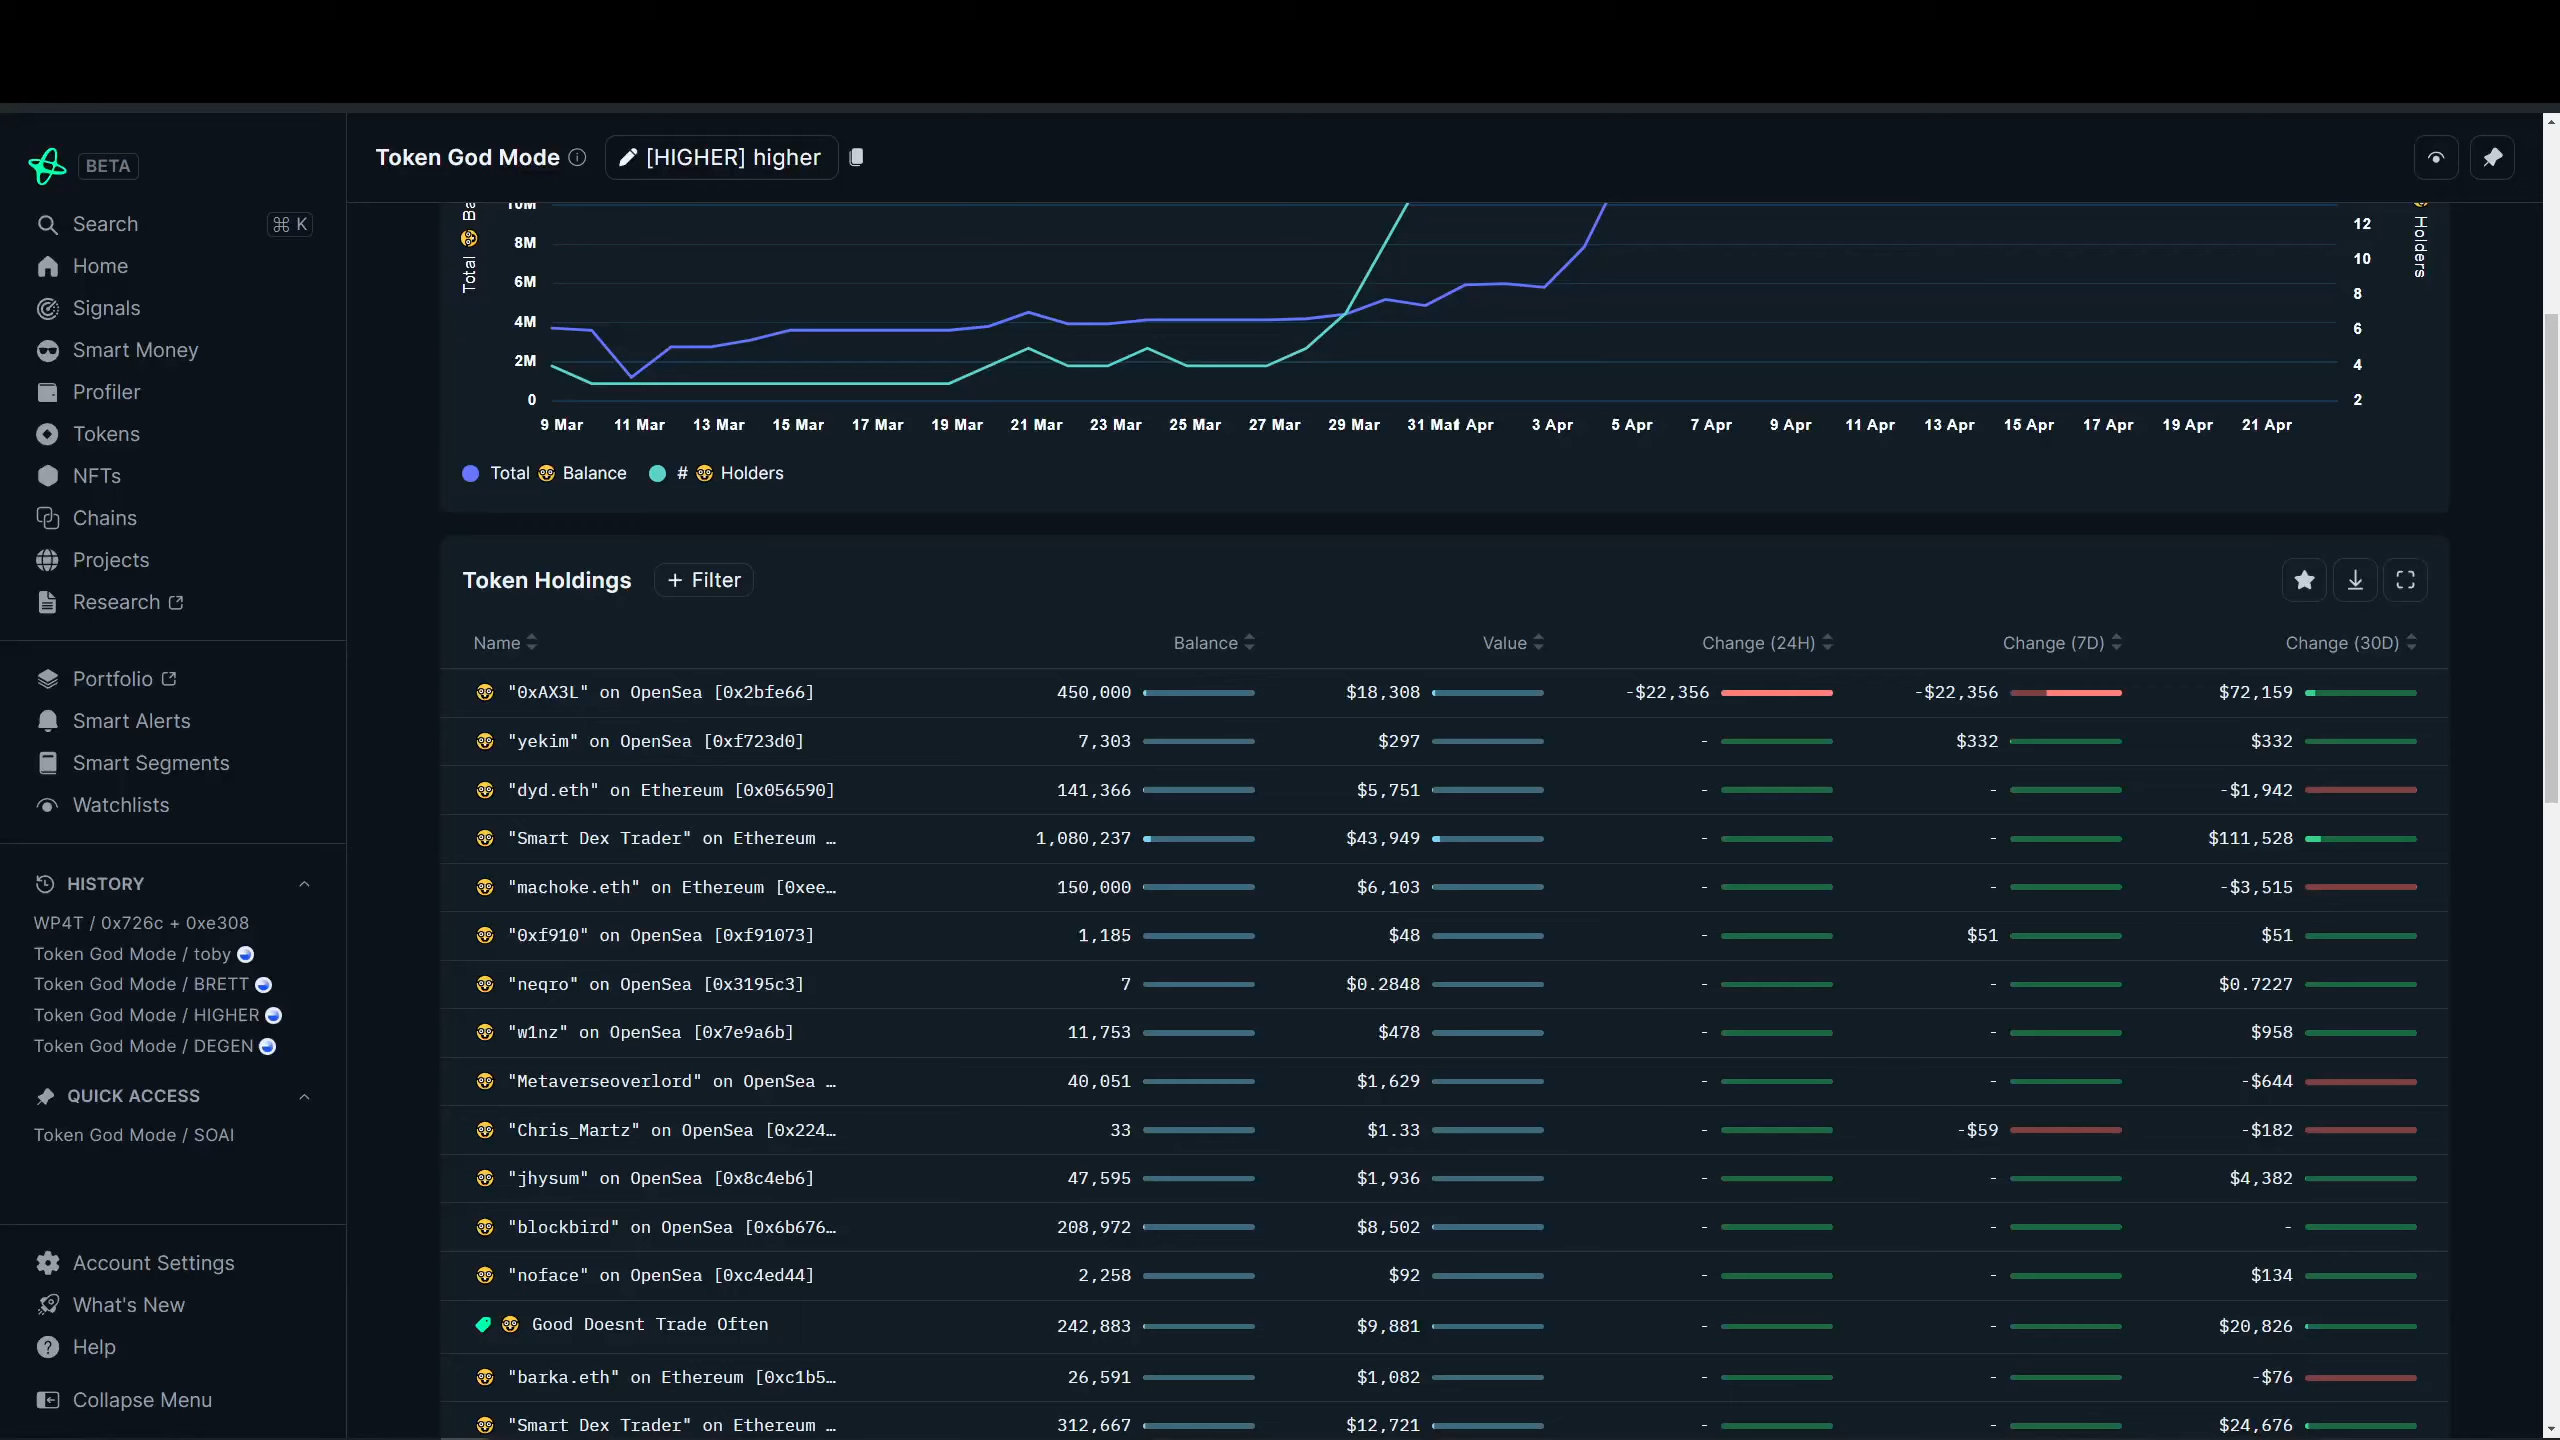 BETA
Search
⌘ K
Home
Signals
Smart Money
Profiler
Tokens
NFTs
Chains
Projects
Research
Portfolio
Smart Alerts
Smart Segments
Watchlists
HISTORY
WP4T / 0x726c + 0xe308
Token God Mode / toby
Token God Mode / BRETT
Token God Mode / HIGHER
Token God Mode / DEGEN
QUICK ACCESS
Token God Mode / SOAI
Account Settings
What's New
Help
Collapse Menu
Token God Mode [HIGHER] higher
Total 🤓 Ba
10M
8M
6M
4M
2M
0
12
10
8
6
4
2
Holders
9 Mar 11 Mar 13 Mar 15 Mar 17 Mar 19 Mar 21 Mar 23 Mar 25 Mar 27 Mar 29 Mar 31 Mar 1 Apr 3 Apr 5 Apr 7 Apr 9 Apr 11 Apr 13 Apr 15 Apr 17 Apr 19 Apr 21 Apr
Total 🤓 Balance # 🤓 Holders
Token Holdings + Filter
Name Balance Value Change (24H) Change (7D) Change (30D)
🤓 "0xAX3L" on OpenSea [0x2bfe66] 450,000 $18,308 -$22,356 -$22,356 $72,159
🤓 "yekim" on OpenSea [0xf723d0] 7,303 $297 - $332 $332
🤓 "dyd.eth" on Ethereum [0x056590] 141,366 $5,751 - - -$1,942
🤓 "Smart Dex Trader" on Ethereum … 1,080,237 $43,949 - - $111,528
🤓 "machoke.eth" on Ethereum [0xee… 150,000 $6,103 - - -$3,515
🤓 "0xf910" on OpenSea [0xf91073] 1,185 $48 - $51 $51
🤓 "neqro" on OpenSea [0x3195c3] 7 $0.2848 - - $0.7227
🤓 "w1nz" on OpenSea [0x7e9a6b] 11,753 $478 - - $958
🤓 "Metaverseoverlord" on OpenSea … 40,051 $1,629 - - -$644
🤓 "Chris_Martz" on OpenSea [0x224… 33 $1.33 - -$59 -$182
🤓 "jhysum" on OpenSea [0x8c4eb6] 47,595 $1,936 - - $4,382
🤓 "blockbird" on OpenSea [0x6b676… 208,972 $8,502 - - -
🤓 "noface" on OpenSea [0xc4ed44] 2,258 $92 - - $134
🤓 Good Doesnt Trade Often 242,883 $9,881 - - $20,826
🤓 "barka.eth" on Ethereum [0xc1b5… 26,591 $1,082 - - -$76
🤓 "Smart Dex Trader" on Ethereum … 312,667 $12,721 - - $24,676